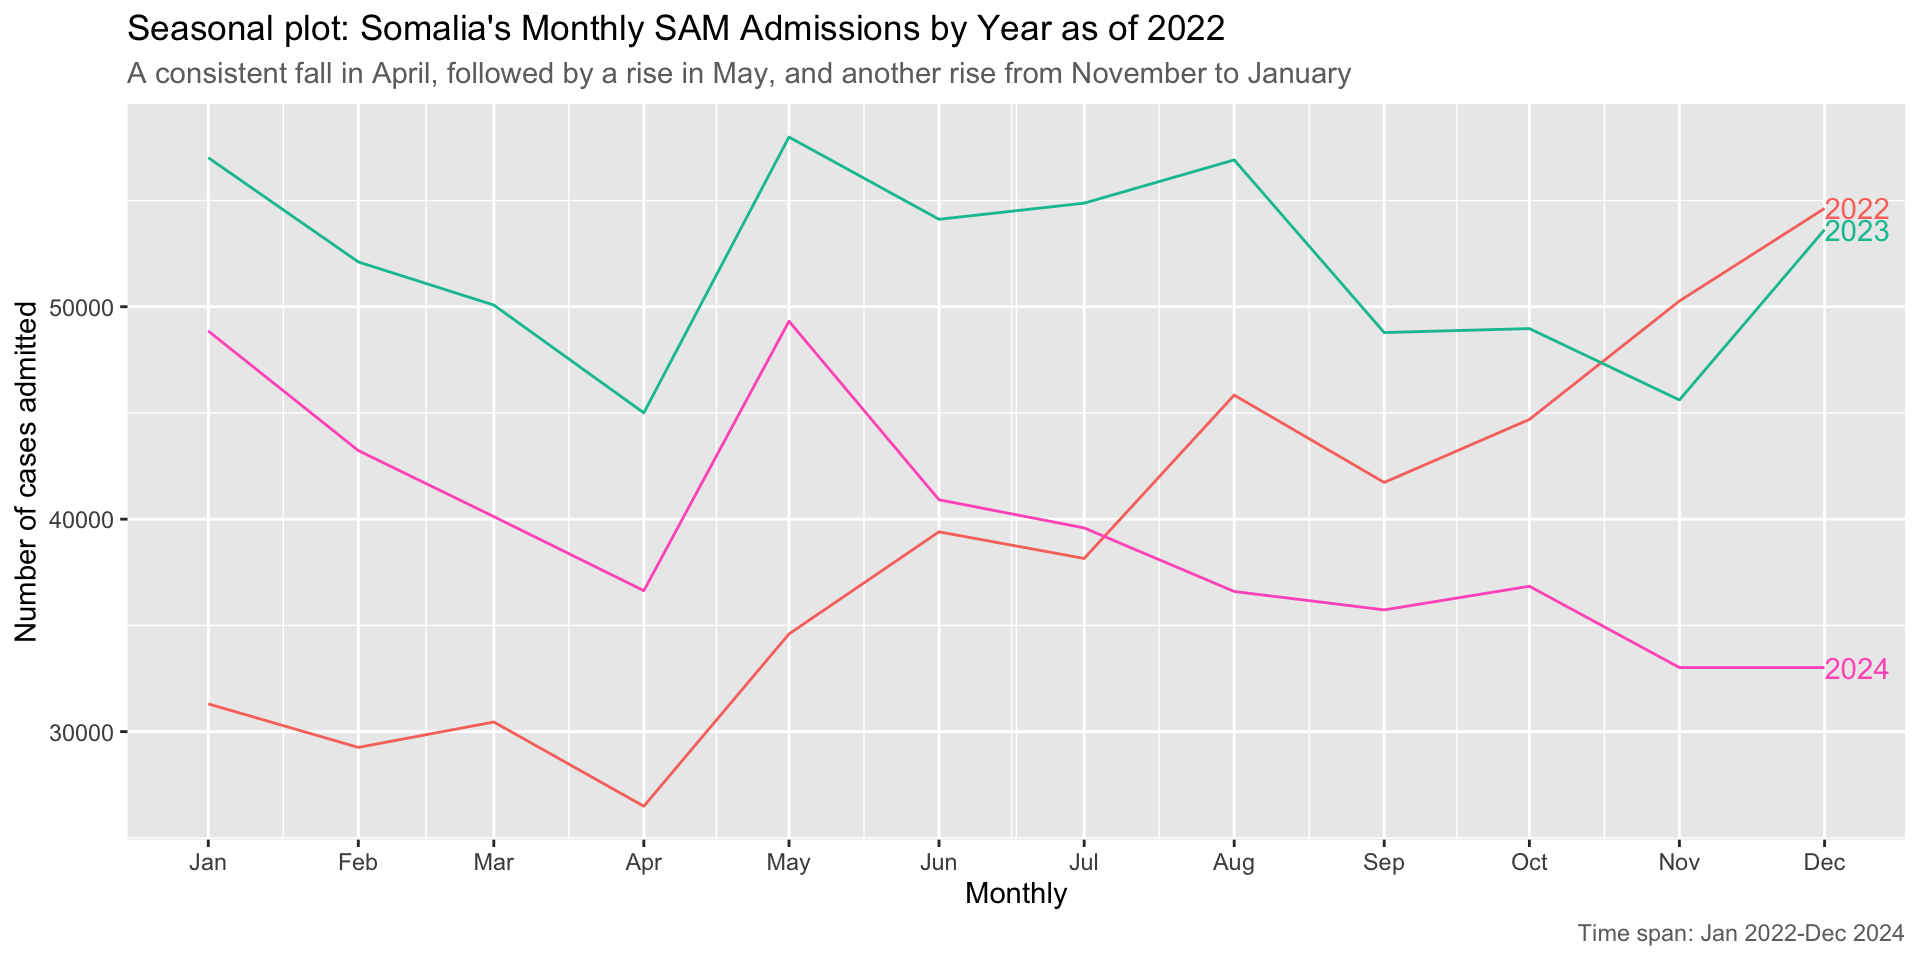 Seasonal plot: Somalia's Monthly SAM Admissions by Year as of 2022
A consistent fall in April, followed by a rise in May, and another rise from November to January
Number of cases admitted
50000
40000
30000
2022
2023
2024
Jan Feb Mar Apr May Jun Jul Aug Sep Oct Nov Dec
Monthly
Time span: Jan 2022-Dec 2024